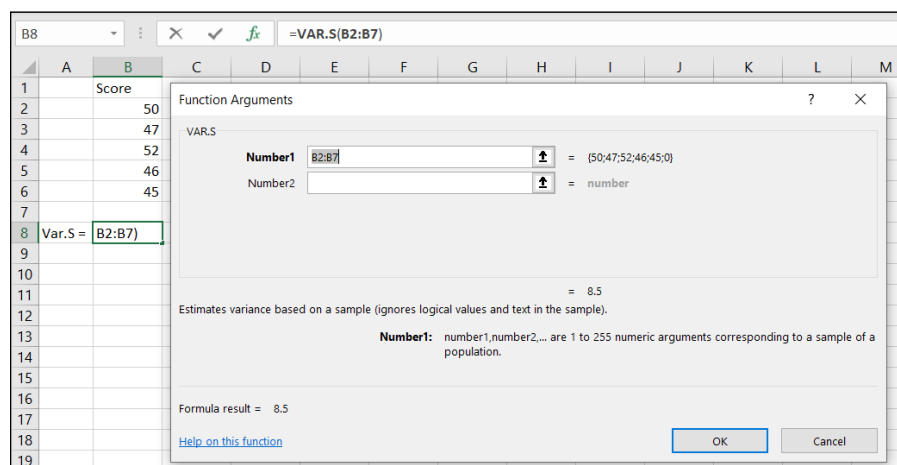 B8 fx =VAR.S(B2:B7)
A B C D E F G H I J K L M
1 Score
2 50
3 47
4 52
5 46
6 45
7
8 Var.S = B2:B7)
9
10
11
12
13
14
15
16
17
18
19
Function Arguments ? ×
VAR.S
Number1 B2:B7 = {50;47;52;46;45;0}
Number2 = number
= 8.5
Estimates variance based on a sample (ignores logical values and text in the sample).
Number1: number1,number2,... are 1 to 255 numeric arguments corresponding to a sample of a
population.
Formula result = 8.5
Help on this function OK Cancel